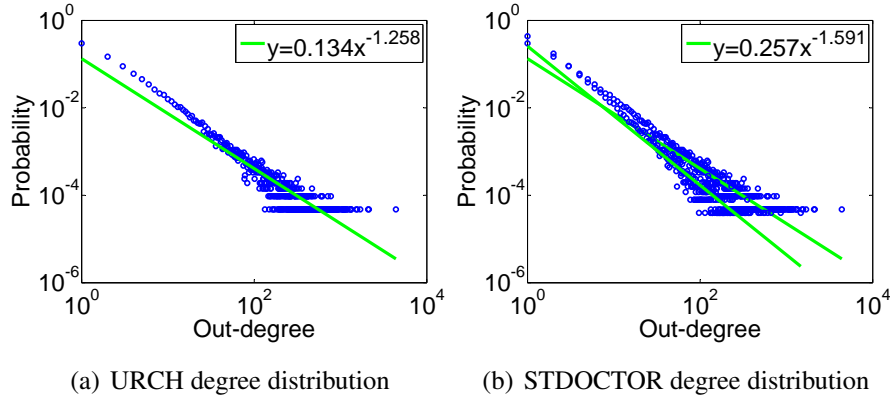 10^0
y=0.134x^-1.258
10^-2
Probability
10^-4
10^-6
10^0
10^2
10^4
Out-degree
(a) URCH degree distribution
10^0
y=0.257x^-1.591
10^-2
Probability
10^-4
10^-6
10^0
10^2
10^4
Out-degree
(b) STDOCTOR degree distribution